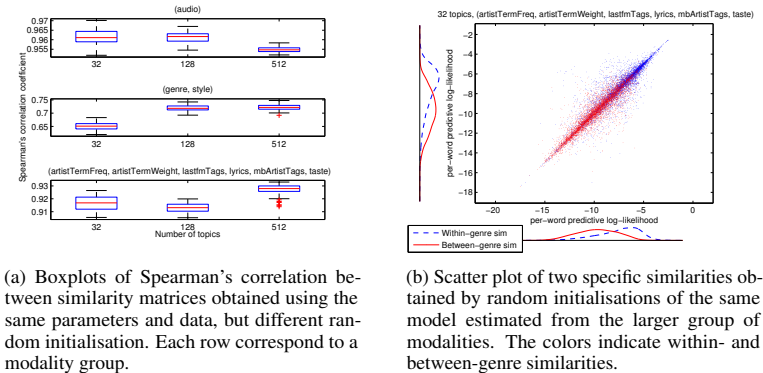 (audio)
0.97
0.965
0.96
0.955
32
128
512
(genre, style)
0.75
0.65
32
128
512
Spearman's correlation coefficient
(artistTermFreq, artistTermWeight, lastfmTags, lyrics, mbArtistTags, taste)
0.93
0.92
0.91
32
128
512
Number of topics
(a) Boxplots of Spearman's correlation be-
tween similarity matrices obtained using the
same parameters and data, but different ran-
dom initialisation. Each row correspond to a
modality group.
32 topics, (artistTermFreq, artistTermWeight, lastfmTags, lyrics, mbArtistTags, taste)
per−word predictive log−likelihood
−2
−4
−6
−8
−10
−12
−14
−16
−18
−20
−15
−10
−5
0
per−word predictive log−likelihood
Within−genre sim
Between−genre sim
(b) Scatter plot of two specific similarities ob-
tained by random initialisations of the same
model estimated from the larger group of
modalities. The colors indicate within- and
between-genre similarities.